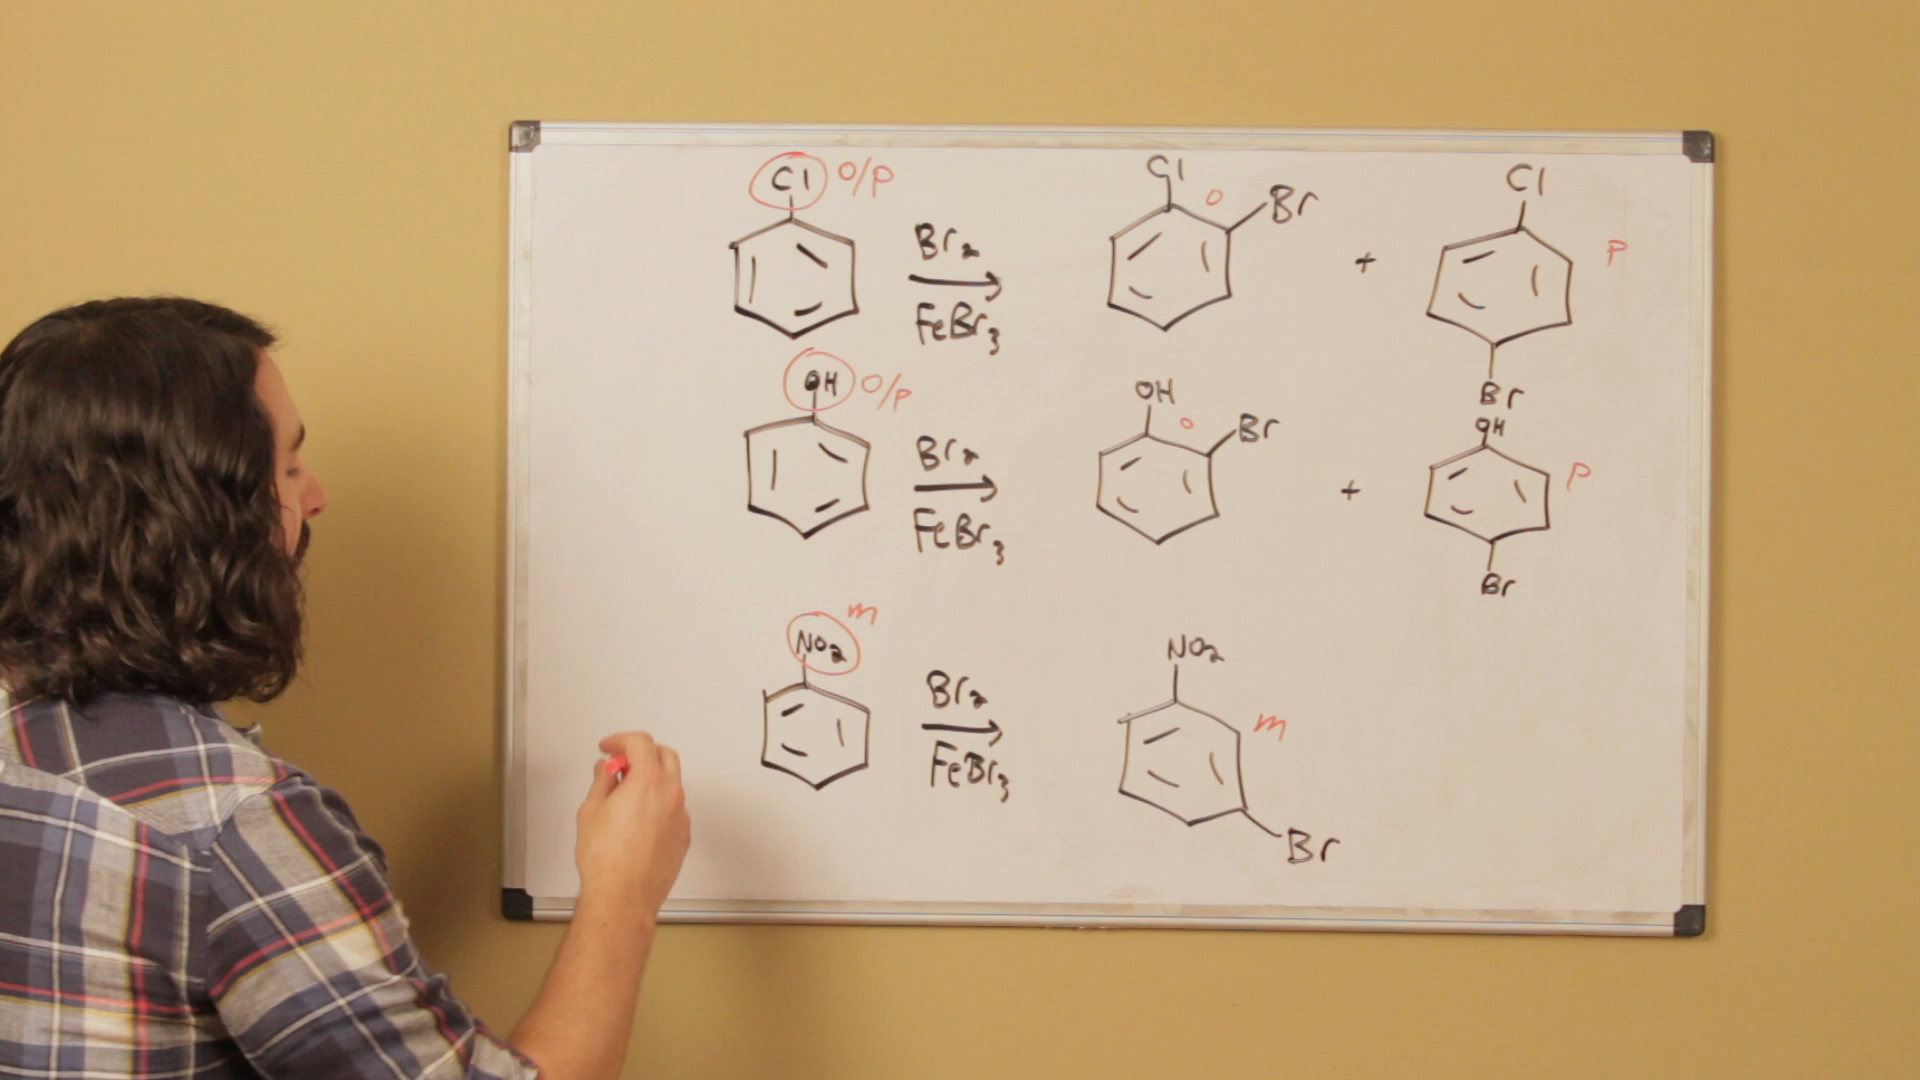 Cl O/P
Br₂
FeBr₃
Cl o Br
+
Cl P
Br
OH O/P
Br₂
FeBr₃
OH o Br
+
OH P
Br
NO₂ m
Br₂
FeBr₃
NO₂ m
Br